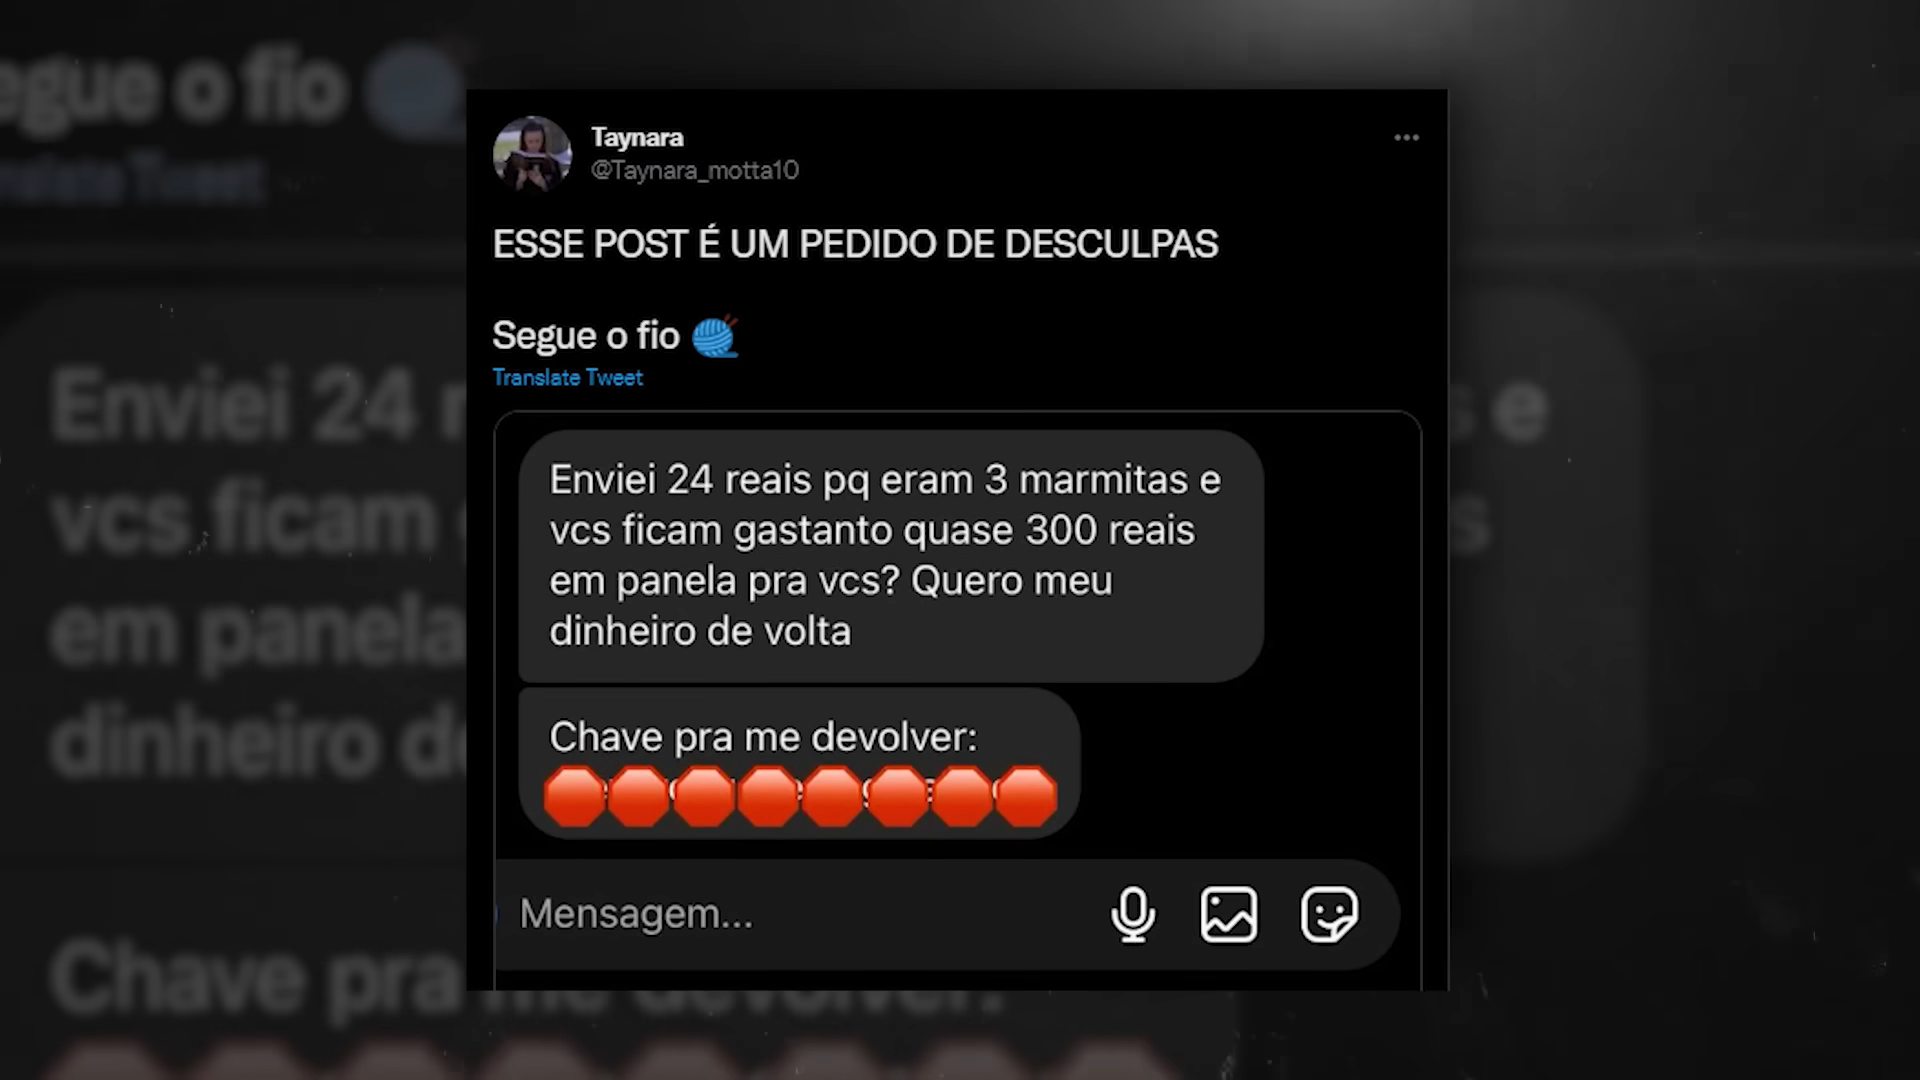 Taynara
@Taynara_motta10
ESSE POST É UM PEDIDO DE DESCULPAS
Segue o fio
Translate Tweet
Enviei 24 reais pq eram 3 marmitas e
vcs ficam gastanto quase 300 reais
em panela pra vcs? Quero meu
dinheiro de volta
Chave pra me devolver:
Mensagem...